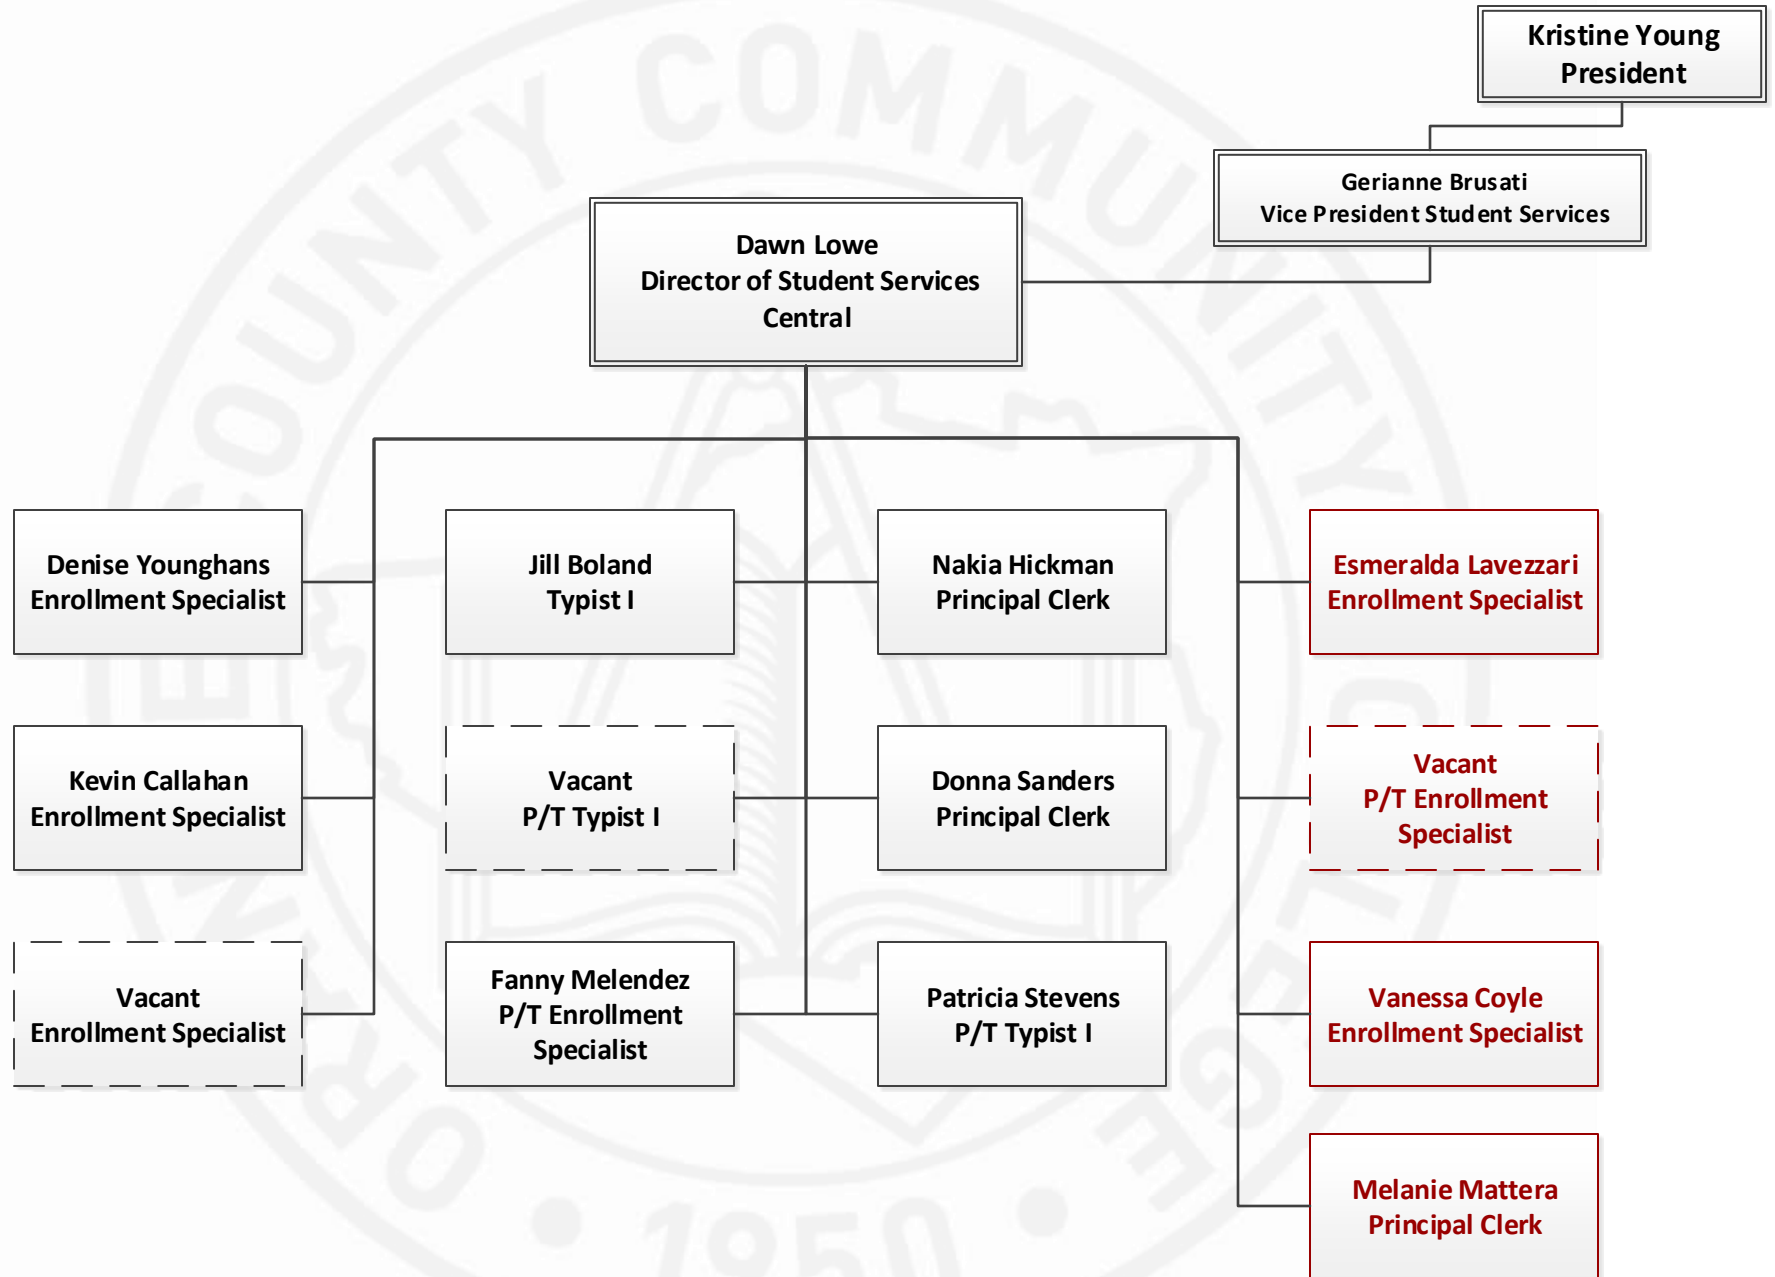 Kristine Young
President
Gerianne Brusati
Vice President Student Services
Dawn Lowe
Director of Student Services
Central
Denise Younghans
Enrollment Specialist
Jill Boland
Typist I
Nakia Hickman
Principal Clerk
Esmeralda Lavezzari
Enrollment Specialist
Kevin Callahan
Enrollment Specialist
Vacant
P/T Typist I
Donna Sanders
Principal Clerk
Vacant
P/T Enrollment
Specialist
Vacant
Enrollment Specialist
Fanny Melendez
P/T Enrollment
Specialist
Patricia Stevens
P/T Typist I
Vanessa Coyle
Enrollment Specialist
Melanie Mattera
Principal Clerk
COUNTY COMMUNITY
1950